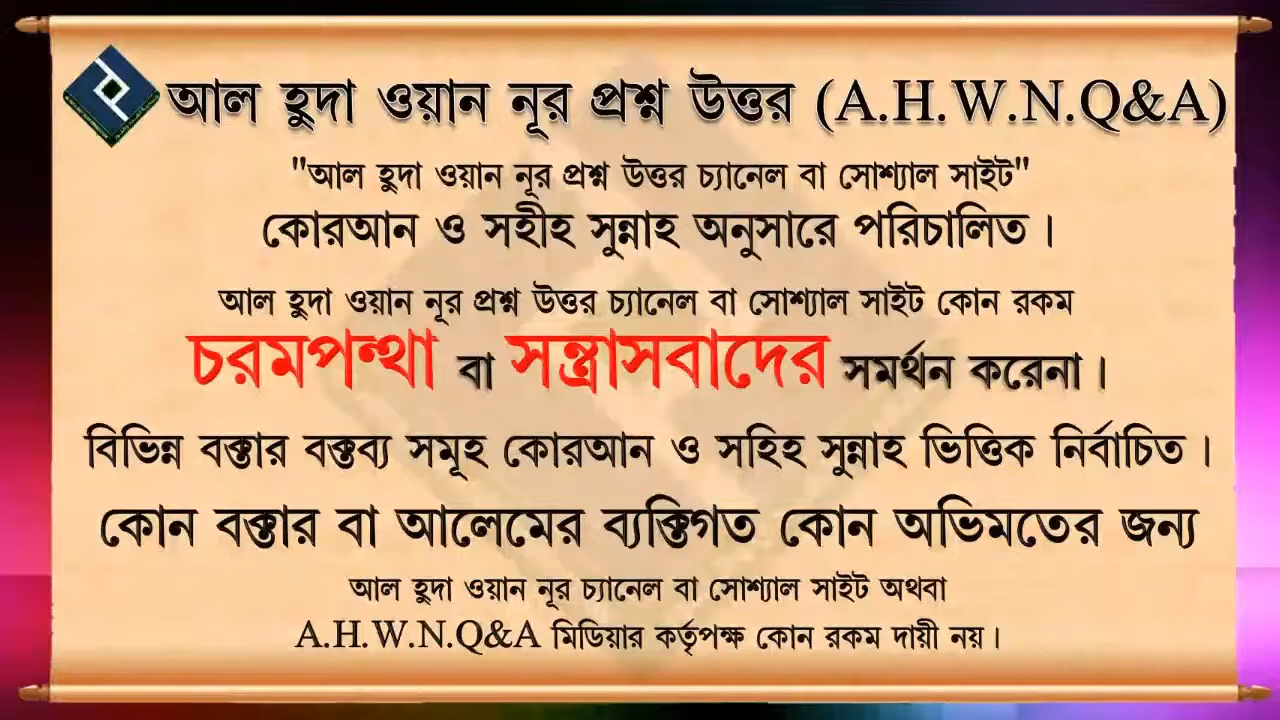 আল হুদা ওয়ান নূর প্রশ্ন উত্তর (A.H.W.N.Q&A)
"আল হুদা ওয়ান নূর প্রশ্ন উত্তর চ্যানেল বা সোশ্যাল সাইট"
কোরআন ও সহীহ সুন্নাহ অনুসারে পরিচালিত।
আল হুদা ওয়ান নূর প্রশ্ন উত্তর চ্যানেল বা সোশ্যাল সাইট কোন রকম
চরমপন্থা বা সন্ত্রাসবাদের সমর্থন করেনা।
বিভিন্ন বক্তার বক্তব্য সমূহ কোরআন ও সহিহ সুন্নাহ ভিত্তিক নির্বাচিত।
কোন বক্তার বা আলেমের ব্যক্তিগত কোন অভিমতের জন্য
আল হুদা ওয়ান নূর চ্যানেল বা সোশ্যাল সাইট অথবা
A.H.W.N.Q&A মিডিয়ার কর্তৃপক্ষ কোন রকম দায়ী নয়।